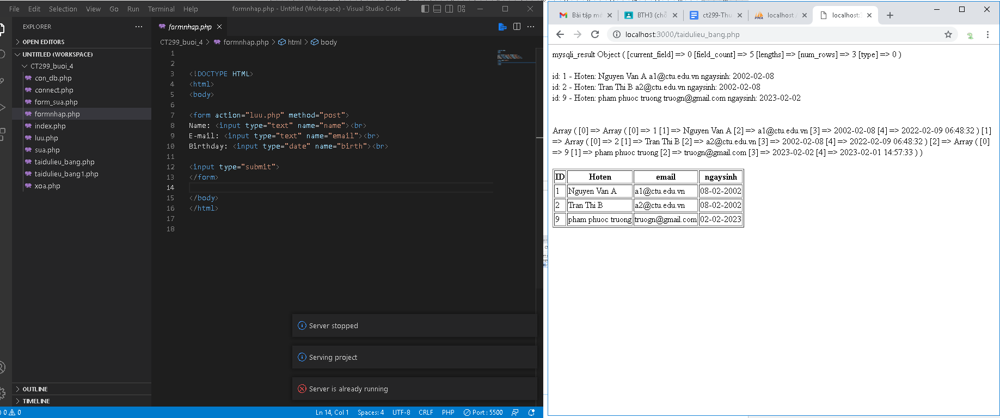 File Edit Selection View Go Run Terminal Help formnhap.php - Untitled (Workspace) - Visual Studio Code
EXPLORER
OPEN EDITORS
UNTITLED (WORKSPACE)
CT299_buoi_4
con_db.php
connect.php
form_sua.php
formnhap.php
index.php
luu.php
sua.php
taidulieu_bang.php
taidulieu_bang1.php
xoa.php
OUTLINE
TIMELINE
formnhap.php
CT299_buoi_4 > formnhap.php > html > body
1
2
3 <!DOCTYPE HTML>
4 <html>
5 <body>
6
7 <form action="luu.php" method="post">
8 Name: <input type="text" name="name"><br>
9 E-mail: <input type="text" name="email"><br>
10 Birthday: <input type="date" name="birth"><br>
11
12 <input type="submit">
13 </form>
14
15 </body>
16 </html>
17
18
Server stopped
Serving project
Server is already running
0 0 Ln 14, Col 1 Spaces: 4 UTF-8 CRLF PHP Port : 5500
Bài tập BTH3 (chỗ ct299-Thu localhost / localhost:
localhost:3000/taidulieu_bang.php
mysqli_result Object ( [current_field] => 0 [field_count] => 5 [lengths] => [num_rows] => 3 [type] => 0 )
id: 1 - Hoten: Nguyen Van A a1@ctu.edu.vn ngaysinh: 2002-02-08
id: 2 - Hoten: Tran Thi B a2@ctu.edu.vn ngaysinh: 2002-02-08
id: 9 - Hoten: pham phuoc truong truogn@gmail.com ngaysinh: 2023-02-02
Array ( [0] => Array ( [0] => 1 [1] => Nguyen Van A [2] => a1@ctu.edu.vn [3] => 2002-02-08 [4] => 2022-02-09 06:48:32 ) [1]
=> Array ( [0] => 2 [1] => Tran Thi B [2] => a2@ctu.edu.vn [3] => 2002-02-08 [4] => 2022-02-09 06:48:32 ) [2] => Array ( [0]
=> 9 [1] => pham phuoc truong [2] => truogn@gmail.com [3] => 2023-02-02 [4] => 2023-02-01 14:57:33 ) )
ID Hoten email ngaysinh
1 Nguyen Van A a1@ctu.edu.vn 08-02-2002
2 Tran Thi B a2@ctu.edu.vn 08-02-2002
9 pham phuoc truong truogn@gmail.com 02-02-2023